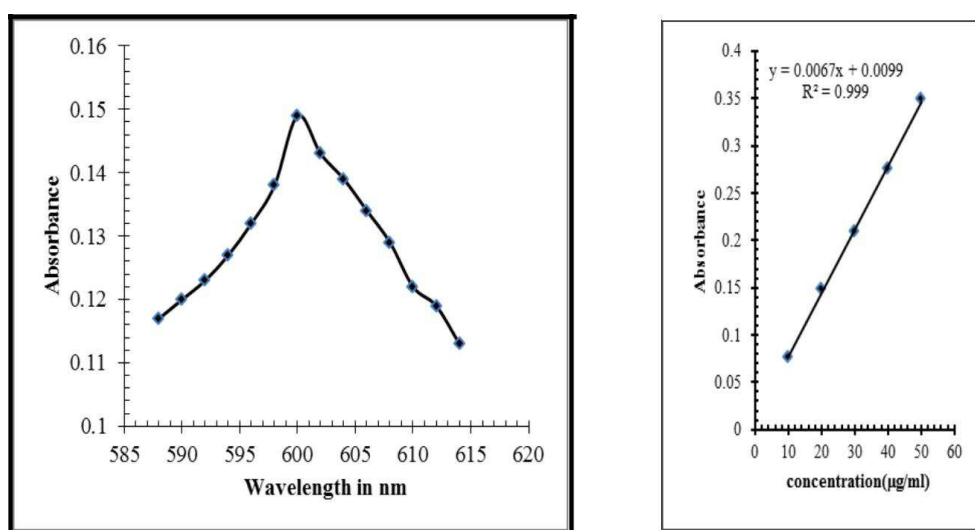 0.16
0.15
0.14
0.13
0.12
0.11
0.1
Absorbance
585 590 595 600 605 610 615 620
Wavelength in nm
0.4
0.35
0.3
0.25
0.2
0.15
0.1
0.05
0
Absorbance
y = 0.0067x + 0.0099
R² = 0.999
0 10 20 30 40 50 60
concentration(µg/ml)